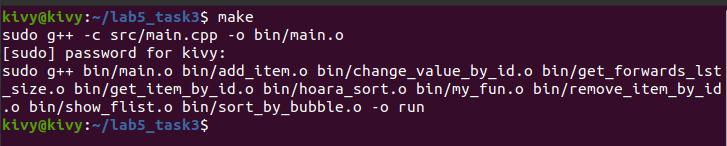 kivy@kivy:~/lab5_task3$ make
sudo g++ -c src/main.cpp -o bin/main.o
[sudo] password for kivy:
sudo g++ bin/main.o bin/add_item.o bin/change_value_by_id.o bin/get_forwards_lst
_size.o bin/get_item_by_id.o bin/hoara_sort.o bin/my_fun.o bin/remove_item_by_id
.o bin/show_flist.o bin/sort_by_bubble.o -o run
kivy@kivy:~/lab5_task3$